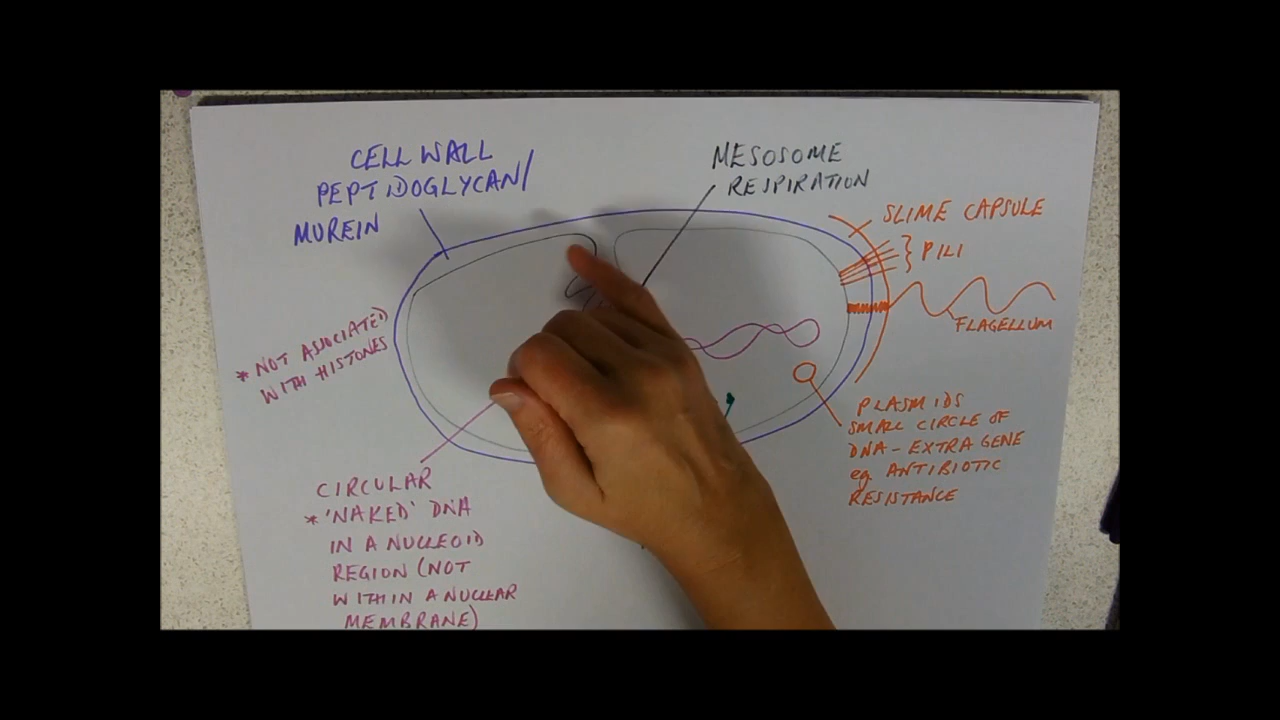 CELL WALL
PEPTIDOGLYCAN/
MUREIN
MESOSOME
RESPIRATION
SLIME CAPSULE
PILI
FLAGELLUM
* NOT ASSOCIATED
WITH HISTONES
PLASMIDS
SMALL CIRCLE OF
DNA - EXTRA GENE
eg. ANTIBIOTIC
RESISTANCE
CIRCULAR
* 'NAKED' DNA
IN A NUCLEOID
REGION (NOT
WITHIN A NUCLEAR
MEMBRANE)